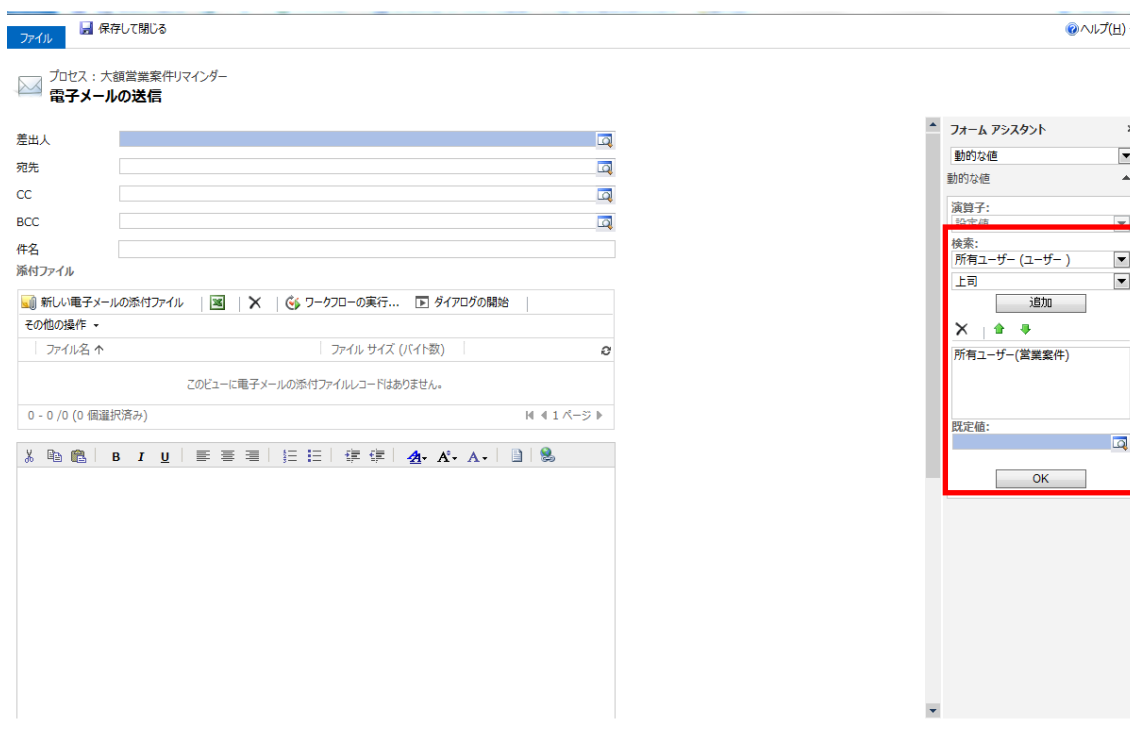 ファイル
保存して閉じる
ヘルプ(H)
プロセス : 大額営業案件リマインダー
電子メールの送信
差出人
宛先
CC
BCC
件名
添付ファイル
新しい電子メールの添付ファイル
ワークフローの実行...
ダイアログの開始
その他の操作
ファイル名
ファイル サイズ (バイト数)
このビューに電子メールの添付ファイルレコードはありません。
0 - 0 /0 (0 個選択済み)
1 ページ
B I U
フォーム アシスタント
動的な値
動的な値
演算子:
設定値
検索:
所有ユーザー (ユーザー )
上司
追加
所有ユーザー(営業案件)
既定値:
OK